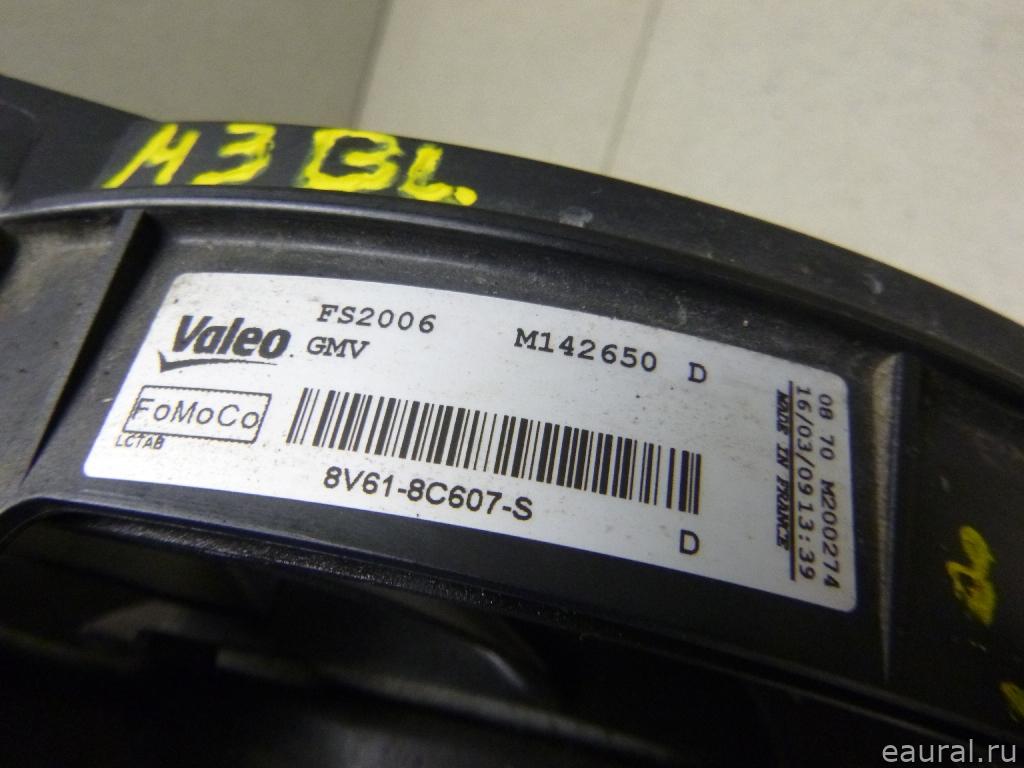 M3 BL.
Valeo
FS2006
GMV
M142650 D
FoMoCo
LCTAB
8V61-8C607-S
D
08 70 M200274
16/03/09 13:39
MADE IN FRANCE
eaural.ru